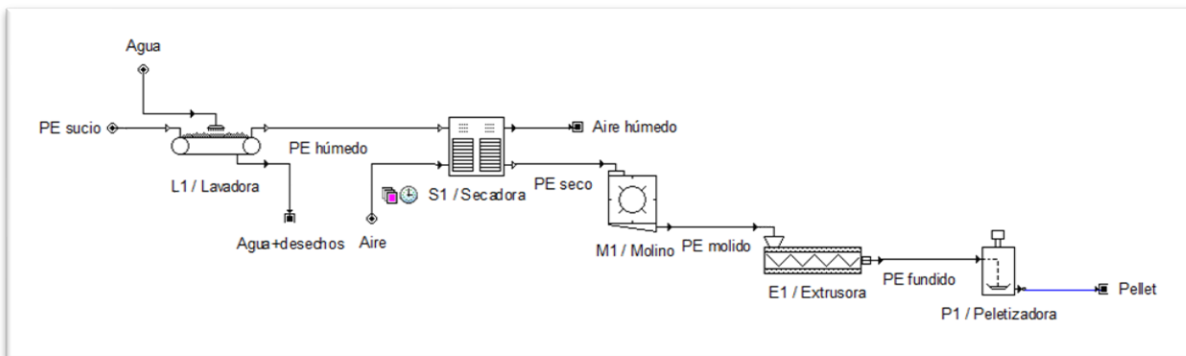 Agua
PE sucio
PE húmedo
Aire húmedo
L1 / Lavadora
S1 / Secadora
PE seco
Agua+desechos
Aire
M1 / Molino
PE molido
E1 / Extrusora
PE fundido
Pellet
P1 / Peletizadora